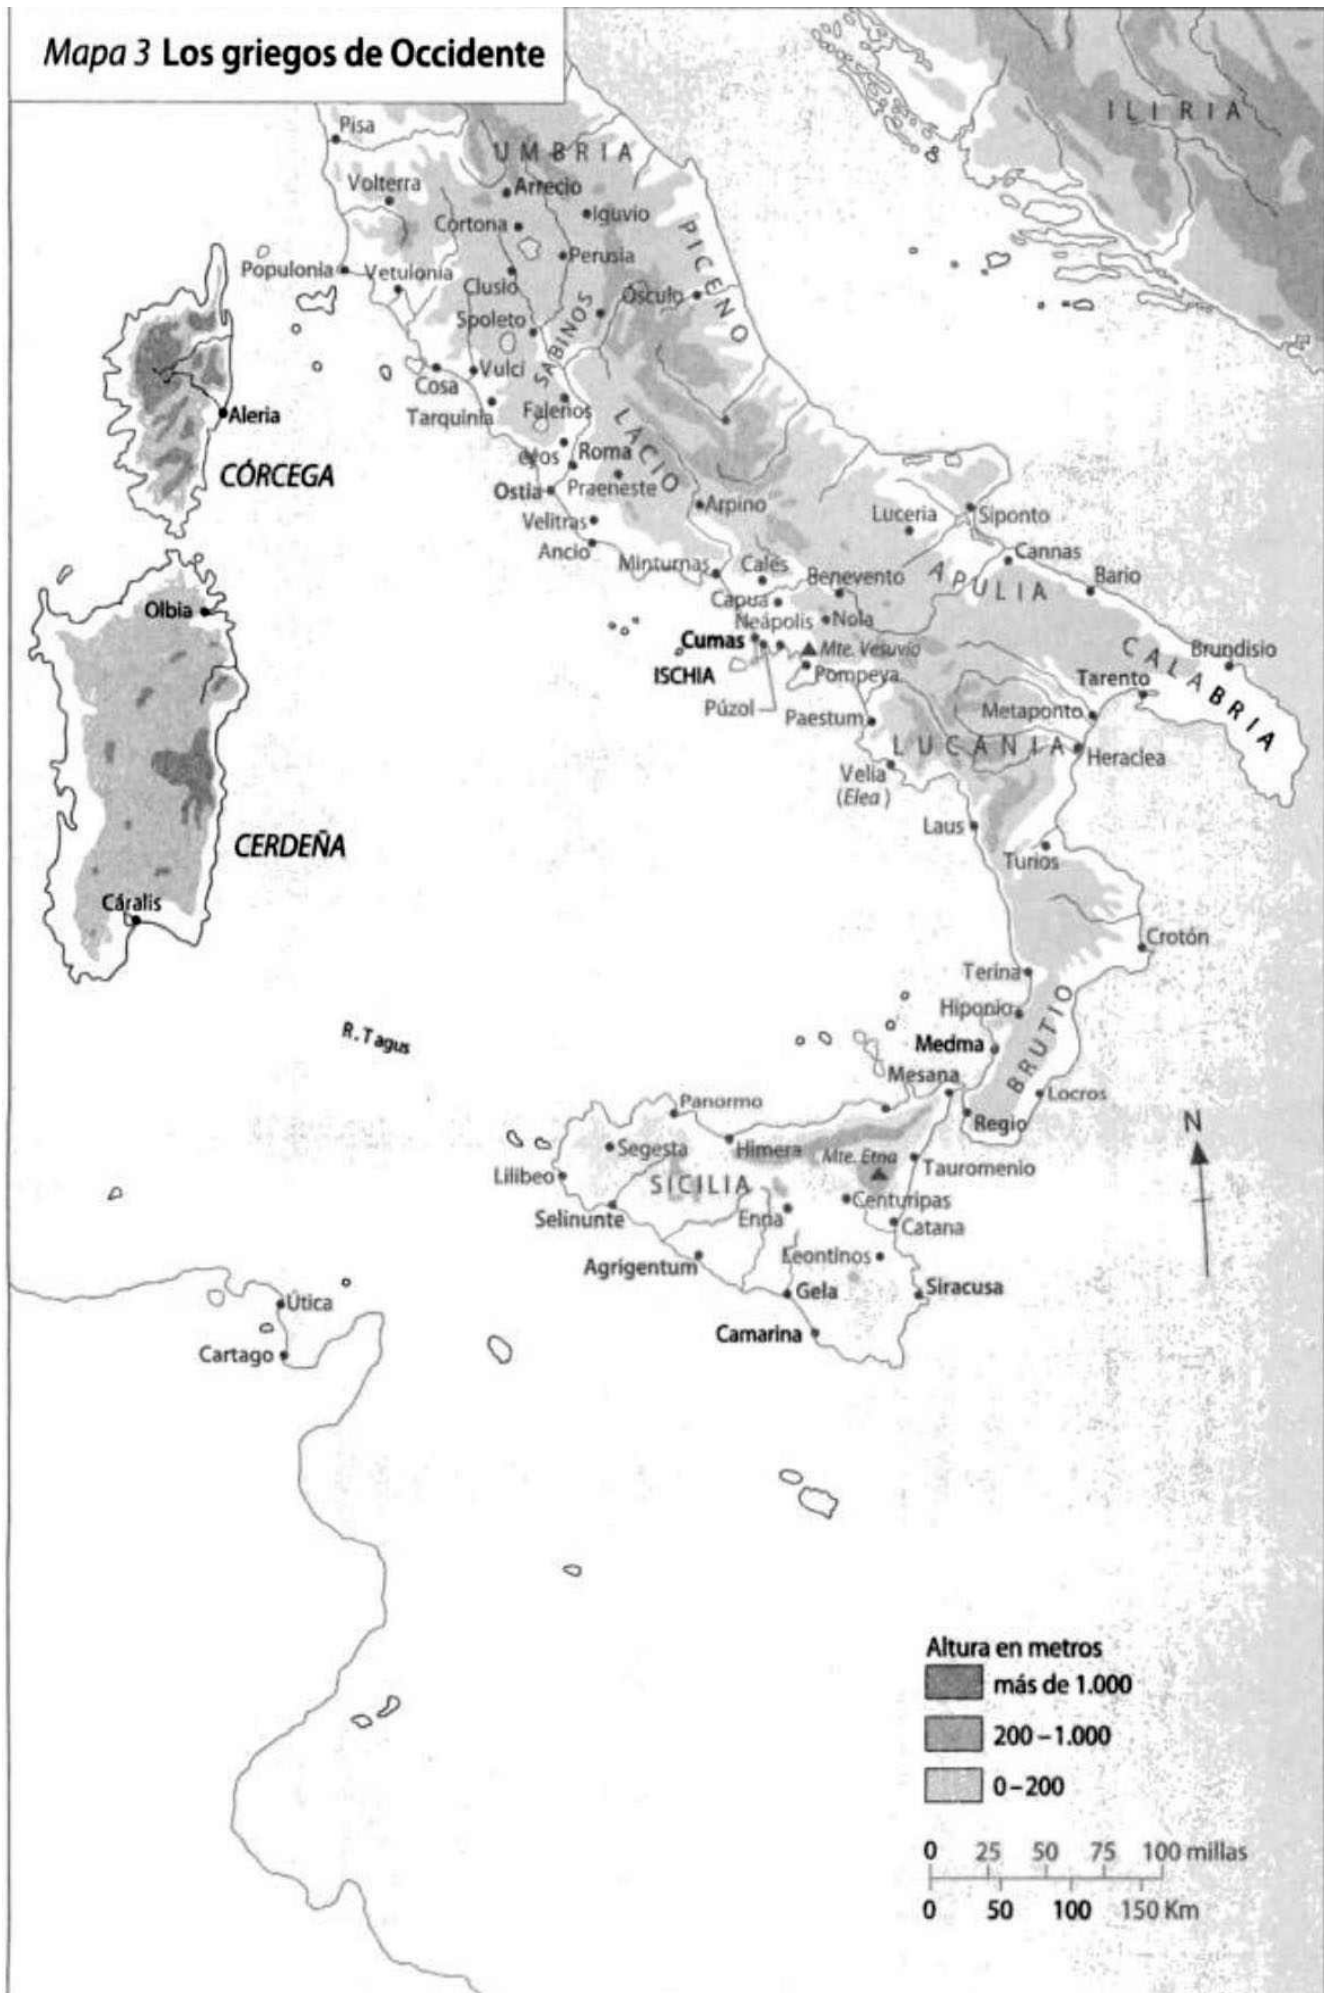 Mapa 3 Los griegos de Occidente
ILIRIA
Pisa
UMBRIA
Volterra
Arrecio
Iguvio
Cortona
PICENO
Perusia
Populonia
Vetulonia
Clusio
Ósculo
Spoleto
SABINOS
Vulci
Cosa
Tarquinia
Falenos
Aleria
LACIO
CÓRCEGA
Roma
Ostia
Praeneste
Arpino
Luceria
Siponto
Velitras
Ancio
Cannas
Minturnas
Cales
Benevento
APULIA
Bario
Olbia
Capua
Neápolis
Nola
Cumas
Mte. Vesuvio
CALABRIA
Brundisio
ISCHIA
Pompeya
Tarento
Púzol
Paestum
Metaponto
LUCANIA
Heraclea
Velia
(Elea)
Laus
CERDEÑA
Turios
Cáralis
Crotón
Terina
Hiponio
BRUTIO
R. Tagus
Medma
Mesana
Locros
Panormo
Regio
N
Segesta
Himera
Mte. Etna
Tauromenio
Lilibeo
SICILIA
Centuripas
Selinunte
Enna
Catana
Agrigentum
Leontinos
Gela
Siracusa
Útica
Camarina
Cartago
Altura en metros
más de 1.000
200–1.000
0–200
0 25 50 75 100 millas
0 50 100 150 Km